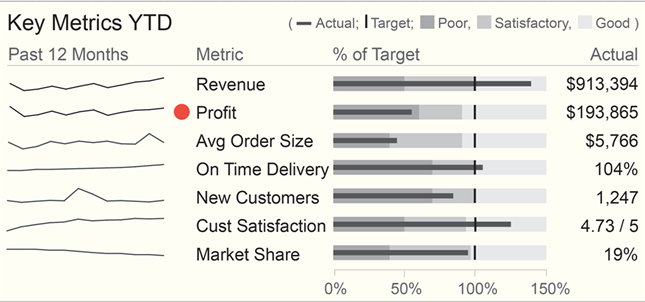 Key Metrics YTD ( Actual; Target; Poor, Satisfactory, Good )
Past 12 Months Metric % of Target Actual
Revenue $913,394
Profit $193,865
Avg Order Size $5,766
On Time Delivery 104%
New Customers 1,247
Cust Satisfaction 4.73 / 5
Market Share 19%
0% 50% 100% 150%